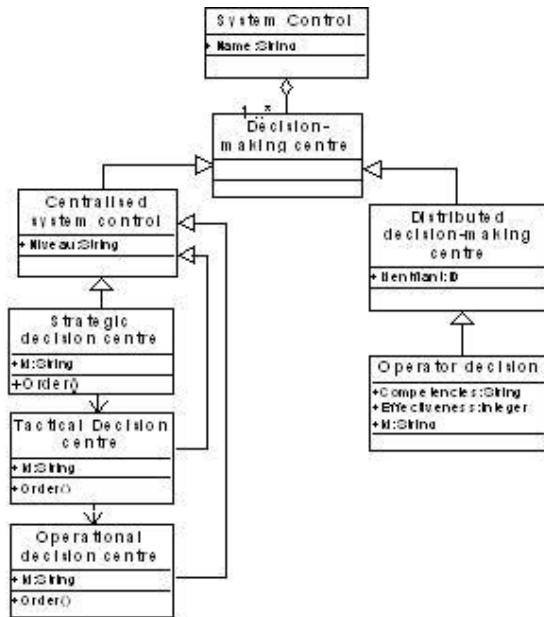 System Control
+ Name:String
1..*
Decision-
making centre
Centralised
system control
+ Niveau:String
Distributed
decision-making
centre
Strategic
decision centre
+ Id:String
+Order()
Operator decision
+Competencies:String
+Effectiveness:Integer
+Id:String
Tactical Decision
centre
+ Id:String
+Order()
Operational
decision centre
+ Id:String
+Order()